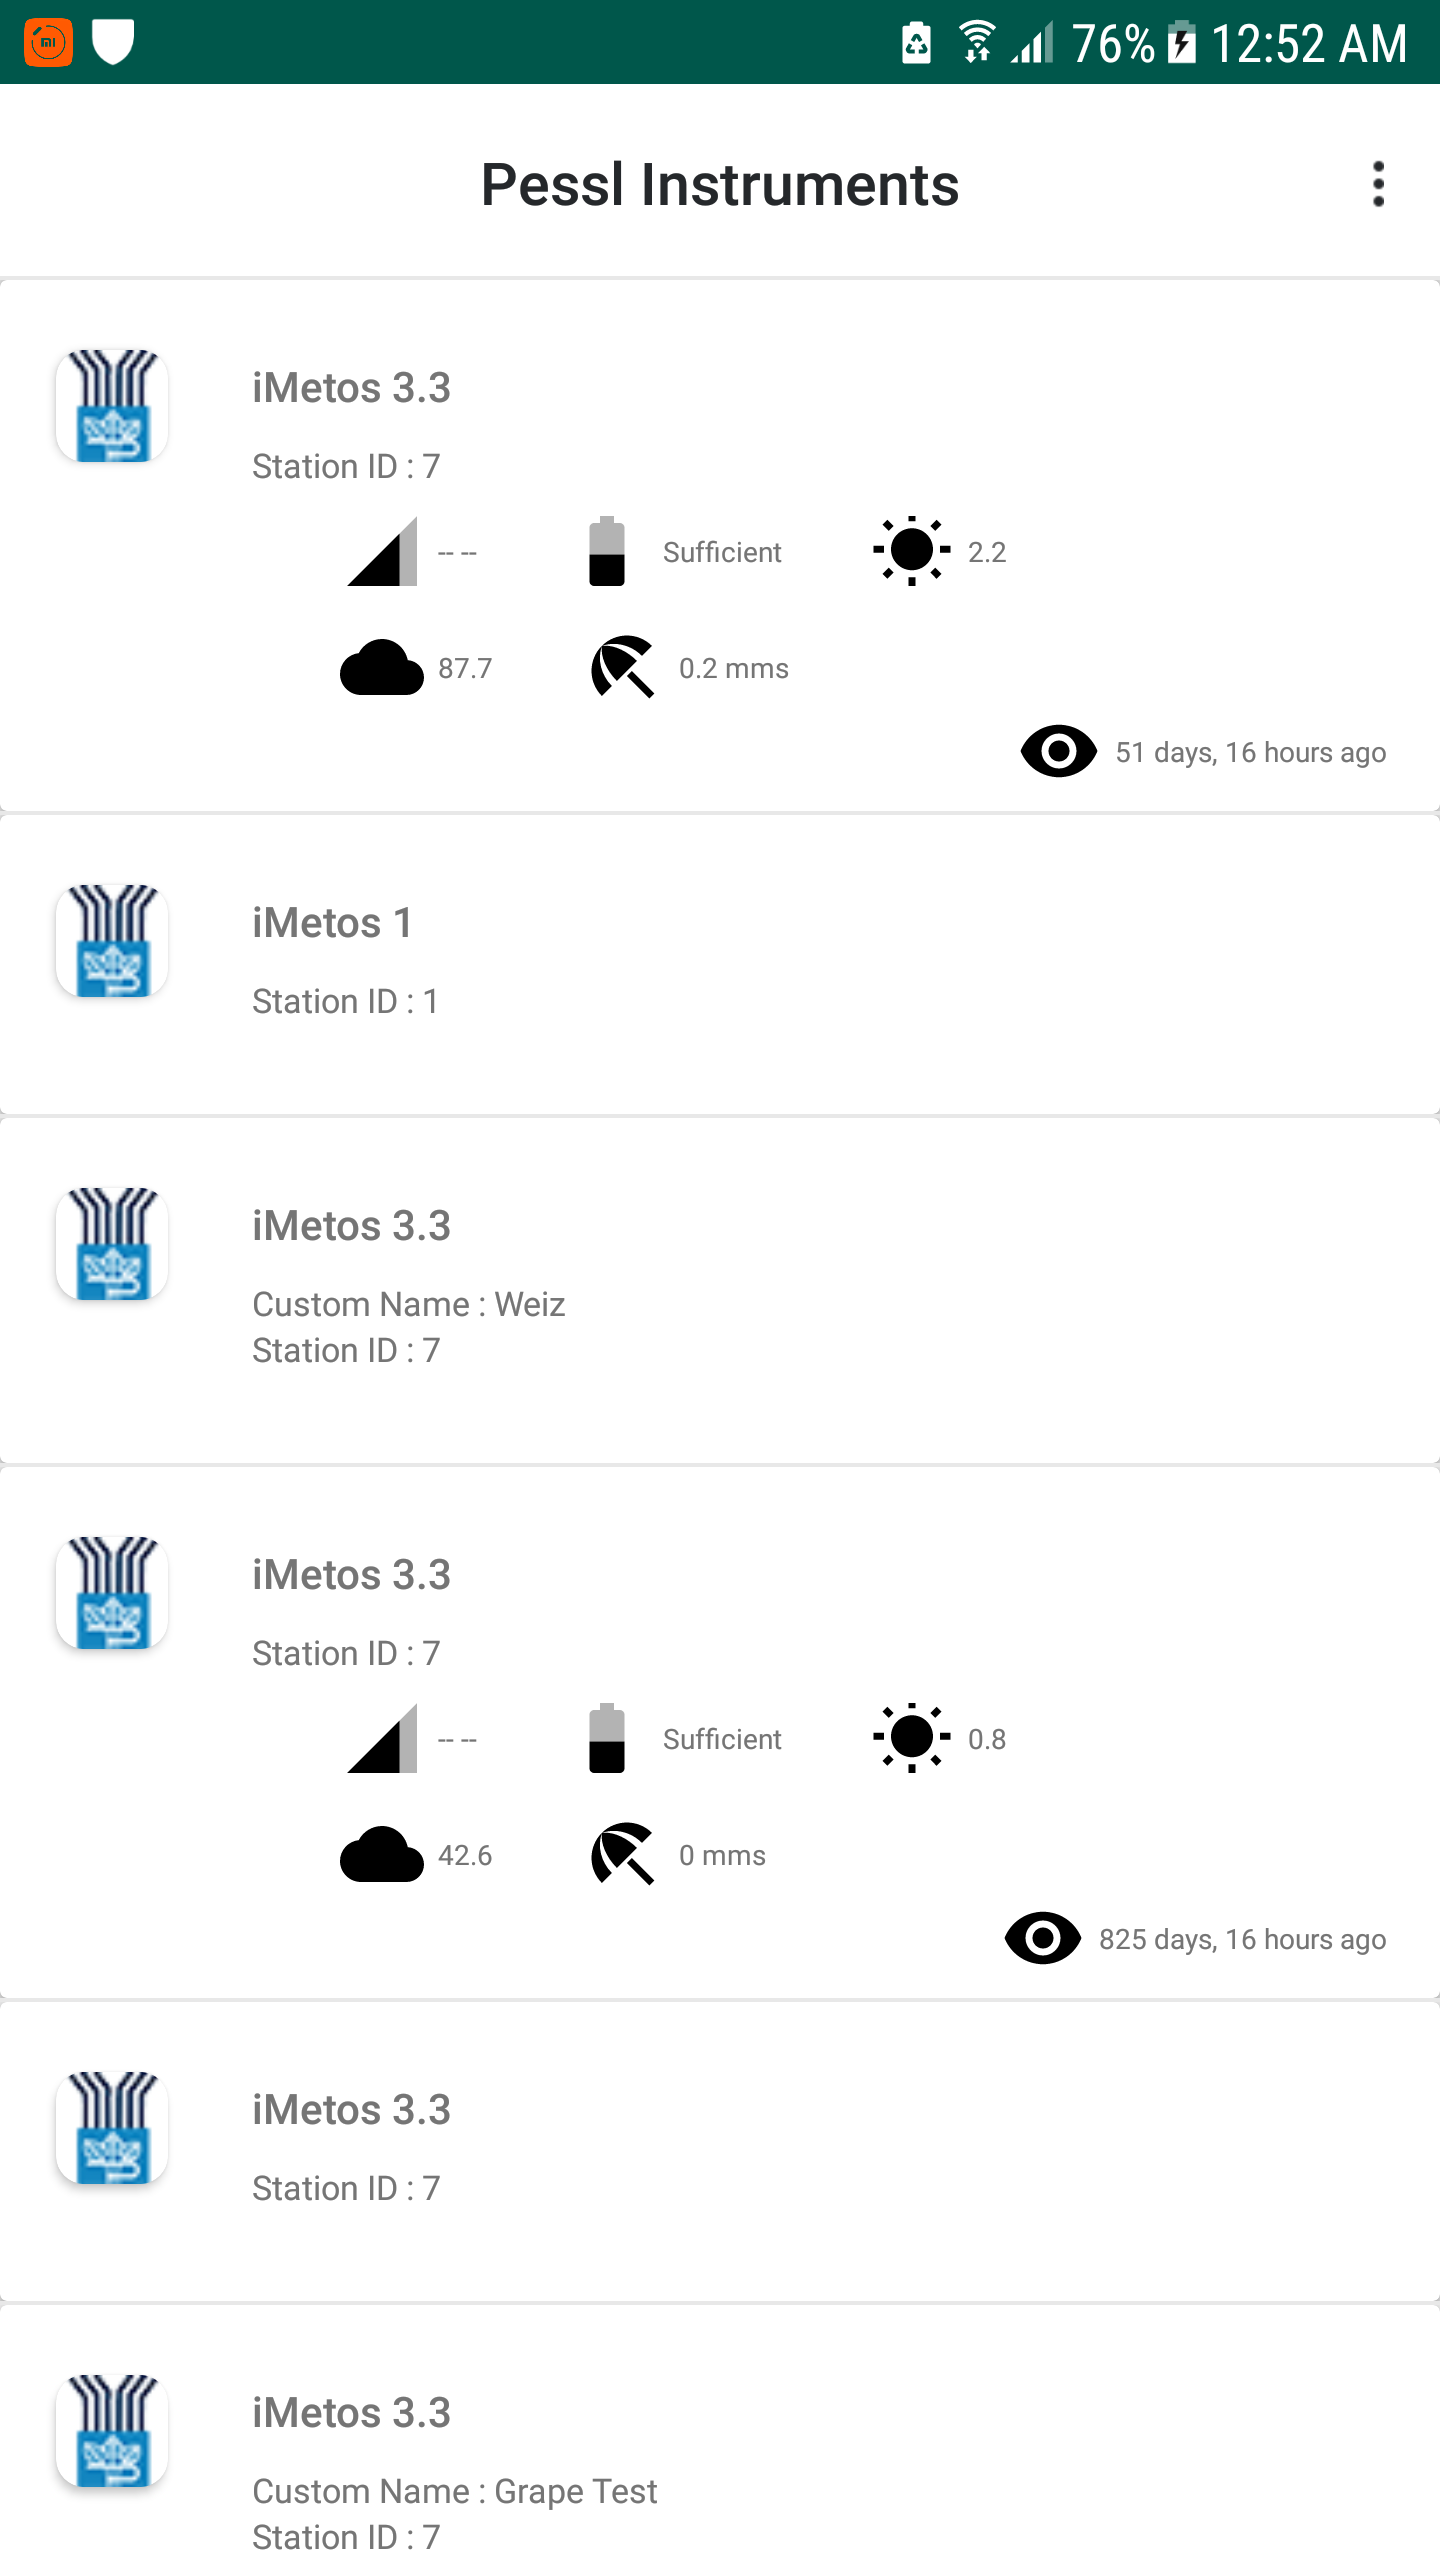 76% 12:52 AM
Pessl Instruments
iMetos 3.3
Station ID : 7
-- -- Sufficient 2.2
87.7 0.2 mms
51 days, 16 hours ago
iMetos 1
Station ID : 1
iMetos 3.3
Custom Name : Weiz
Station ID : 7
iMetos 3.3
Station ID : 7
-- -- Sufficient 0.8
42.6 0 mms
825 days, 16 hours ago
iMetos 3.3
Station ID : 7
iMetos 3.3
Custom Name : Grape Test
Station ID : 7